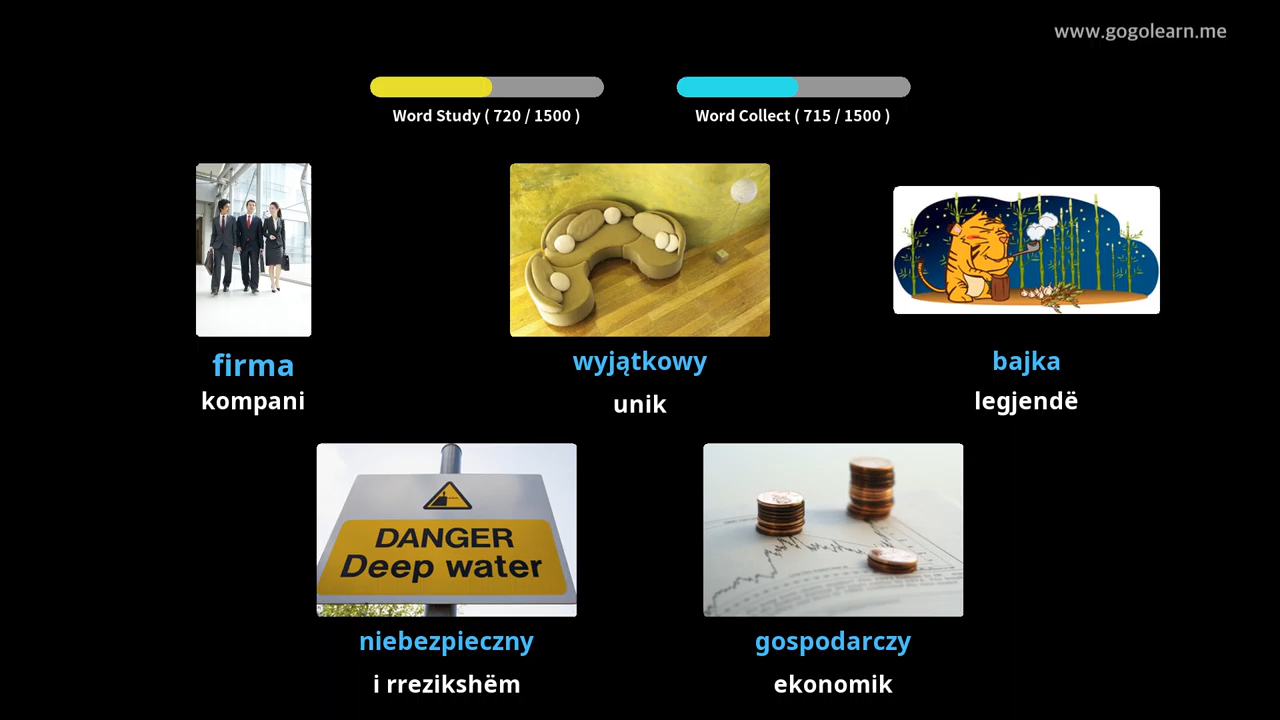 www.gogolearn.me
Word Study ( 720 / 1500 )
Word Collect ( 715 / 1500 )
firma
kompani
wyjątkowy
unik
bajka
legjendë
DANGER
Deep water
niebezpieczny
i rrezikshëm
gospodarczy
ekonomik